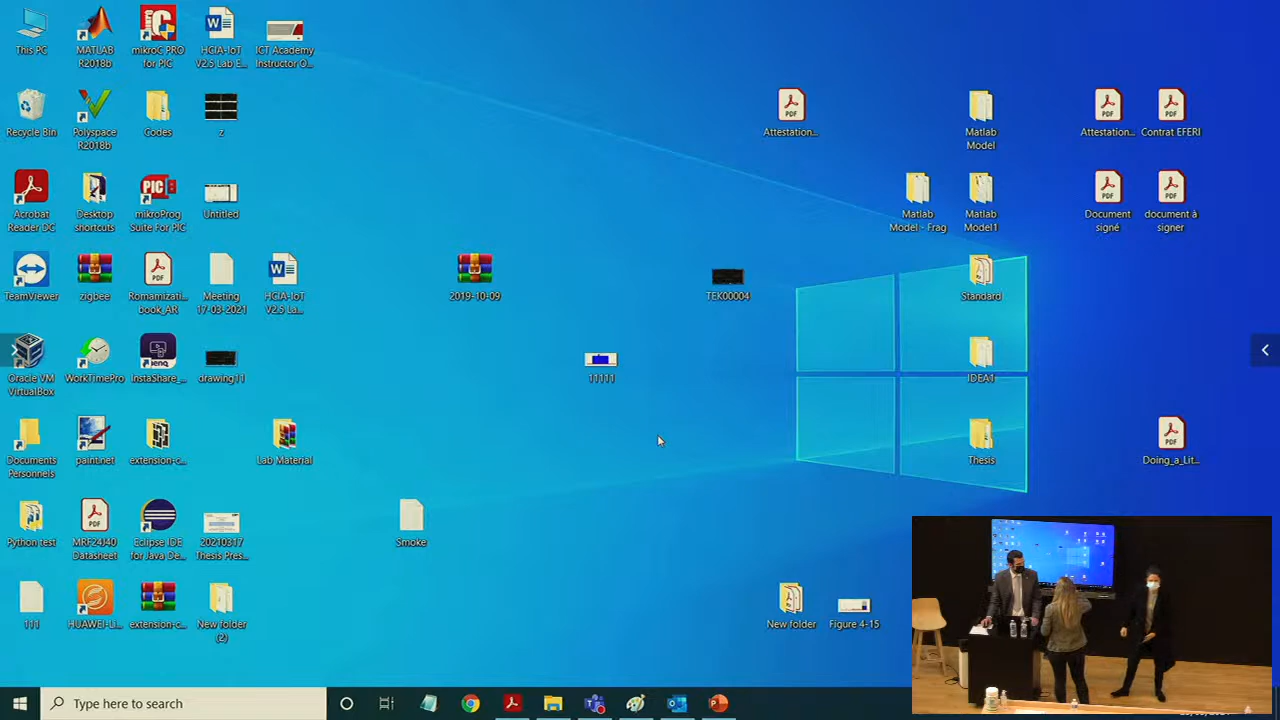 This PC
MATLAB
R2018b
mikroC PRO
for PIC
HCIA-IoT
V2.5 Lab E...
ICT Academy
Instructor O...
Attestation...
Matlab
Model
Attestation...
Contrat EFERI
Recycle Bin
Polyspace
R2018b
Codes
z
Acrobat
Reader DC
Desktop
shortcuts
mikroProg
Suite For PIC
Untitled
Matlab
Model - Frag
Matlab
Model1
Document
signé
document à
signer
TeamViewer
zigbee
Romamizati...
book_AR
Meeting
17-03-2021
HCIA-IoT
V2.5 La...
2019-10-09
TEK00004
Standard
Oracle VM
VirtualBox
WorkTimePro
InstaShare_...
drawing11
11111
IDEA1
Documents
Personnels
paint.net
extension-c...
Lab Material
Thesis
Doing_a_Lit...
Python test
MRF24J40
Datasheet
Eclipse IDE
for Java De...
20210317
Thesis Pres...
Smoke
111
HUAWEI-Li...
extension-c...
New folder
(2)
New folder
Figure 4-15
Type here to search